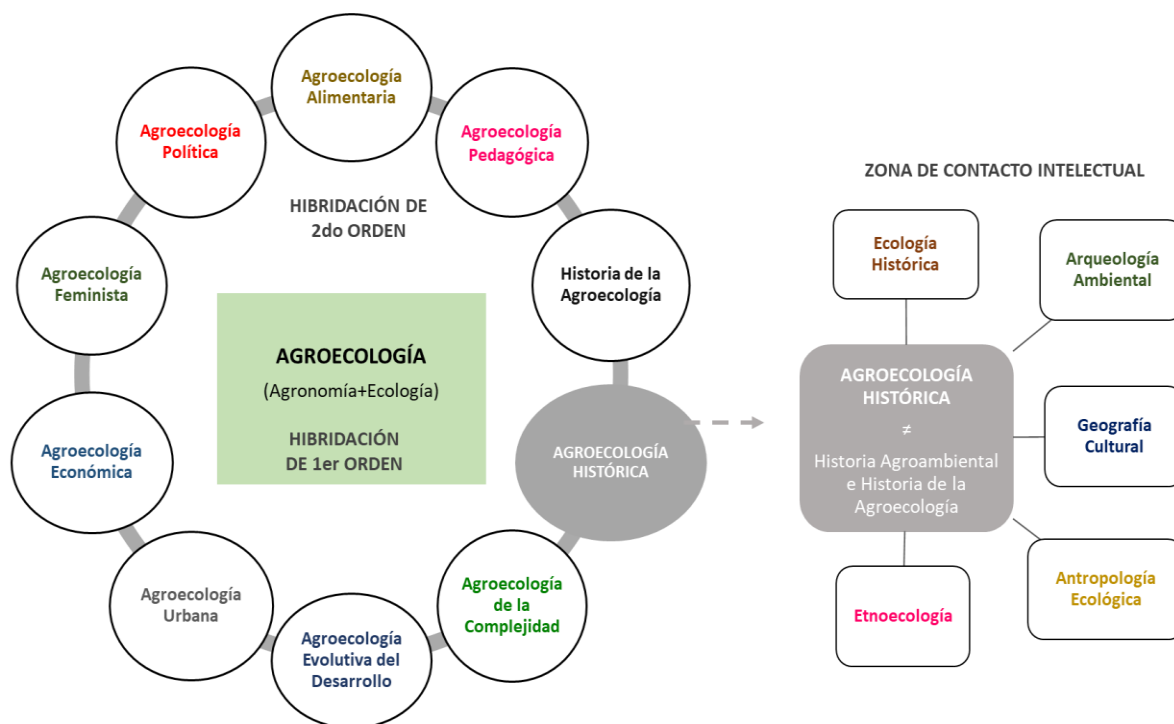 Agroecología
Alimentaria
Agroecología
Política
Agroecología
Pedagógica
HIBRIDACIÓN DE
2do ORDEN
Agroecología
Feminista
Historia de la
Agroecología
AGROECOLOGÍA
(Agronomía+Ecología)
HIBRIDACIÓN
DE 1er ORDEN
Agroecología
Económica
AGROECOLOGÍA
HISTÓRICA
Agroecología
Urbana
Agroecología
Evolutiva del
Desarrollo
Agroecología
de la
Complejidad
ZONA DE CONTACTO INTELECTUAL
Ecología
Histórica
Arqueología
Ambiental
AGROECOLOGÍA
HISTÓRICA
≠
Historia Agroambiental
e Historia de la
Agroecología
Geografía
Cultural
Antropología
Ecológica
Etnoecología